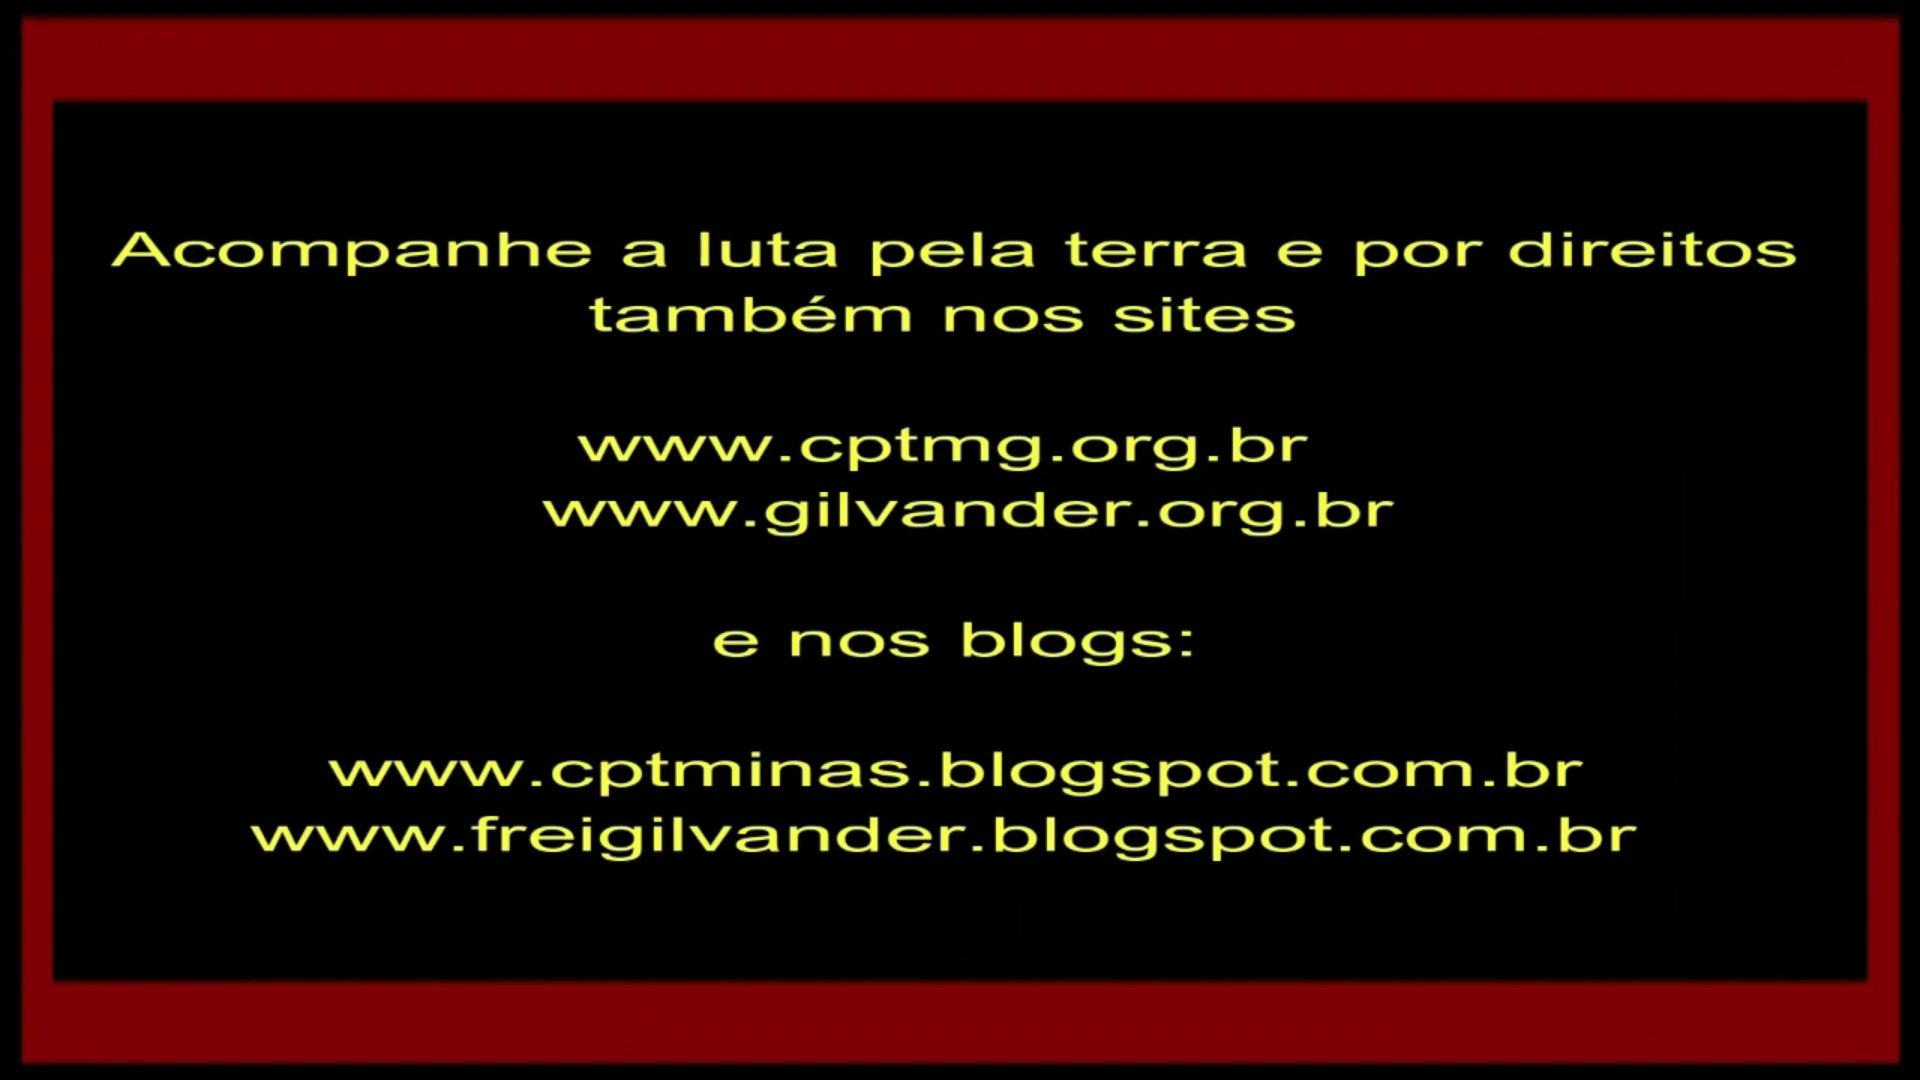 Acompanhe a luta pela terra e por direitos
também nos sites
www.cptmg.org.br
www.gilvander.org.br
e nos blogs:
www.cptminas.blogspot.com.br
www.freigilvander.blogspot.com.br